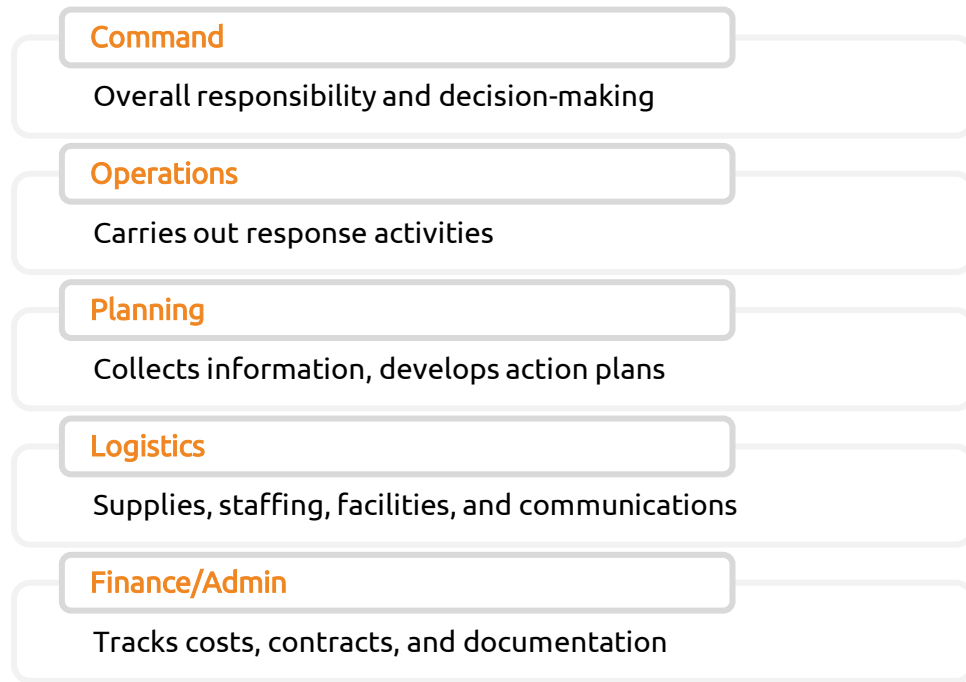 Command
Overall responsibility and decision-making
Operations
Carries out response activities
Planning
Collects information, develops action plans
Logistics
Supplies, staffing, facilities, and communications
Finance/Admin
Tracks costs, contracts, and documentation